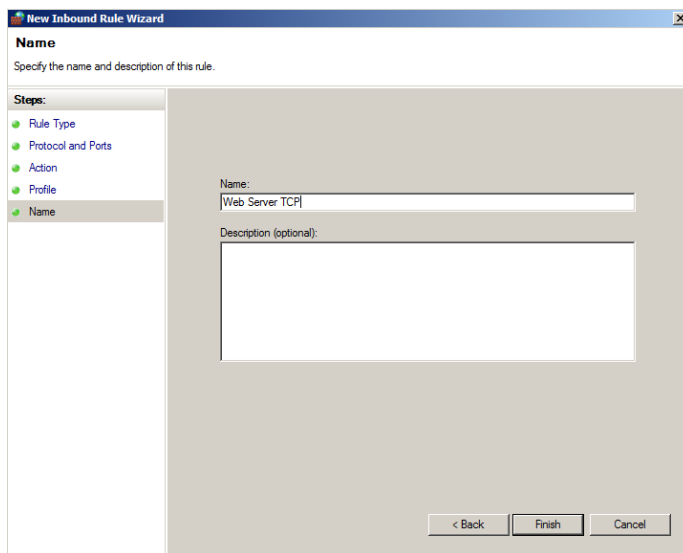 New Inbound Rule Wizard
Name
Specify the name and description of this rule.
Steps:
Rule Type
Protocol and Ports
Action
Profile
Name
Name:
Web Server TCP
Description (optional):
< Back
Finish
Cancel